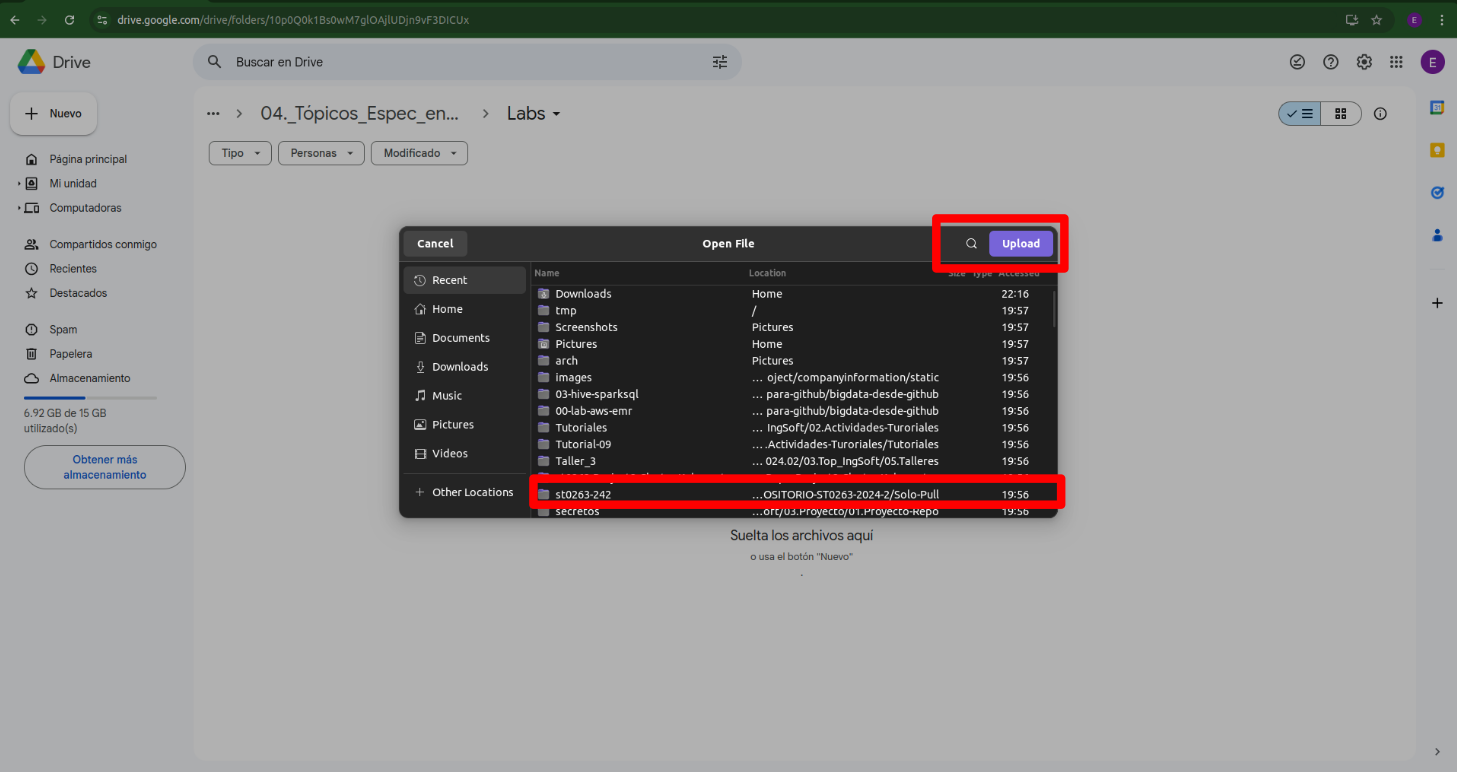 drive.google.com/drive/folders/10p0Q0k1Bs0wM7glOAjlUDjn9vF3DICUx
E
Drive
Buscar en Drive
E
Nuevo
04._Tópicos_Espec_en...
Labs
Tipo
Personas
Modificado
Página principal
Mi unidad
Computadoras
Compartidos conmigo
Recientes
Destacados
Spam
Papelera
Almacenamiento
6.92 GB de 15 GB
utilizado(s)
Obtener más
almacenamiento
Cancel
Open File
Upload
Recent
Home
Documents
Downloads
Music
Pictures
Videos
Other Locations
Name Location Size Type Accessed
Downloads Home 22:16
tmp / 19:57
Screenshots Pictures 19:57
Pictures Home 19:57
arch Pictures 19:57
images ... oject/companyinformation/static 19:56
03-hive-sparksql ... para-github/bigdata-desde-github 19:56
00-lab-aws-emr ... para-github/bigdata-desde-github 19:56
Tutoriales ... IngSoft/02.Actividades-Turoriales 19:56
Tutorial-09 ... .Actividades-Turoriales/Tutoriales 19:56
Taller_3 ... 024.02/03.Top_IngSoft/05.Talleres 19:56
st0263-242 ...OSITORIO-ST0263-2024-2/Solo-Pull 19:56
secretos ...ort/03.Proyecto/01.Proyecto-Repo 19:56
Suelta los archivos aquí
o usa el botón "Nuevo"
.
31